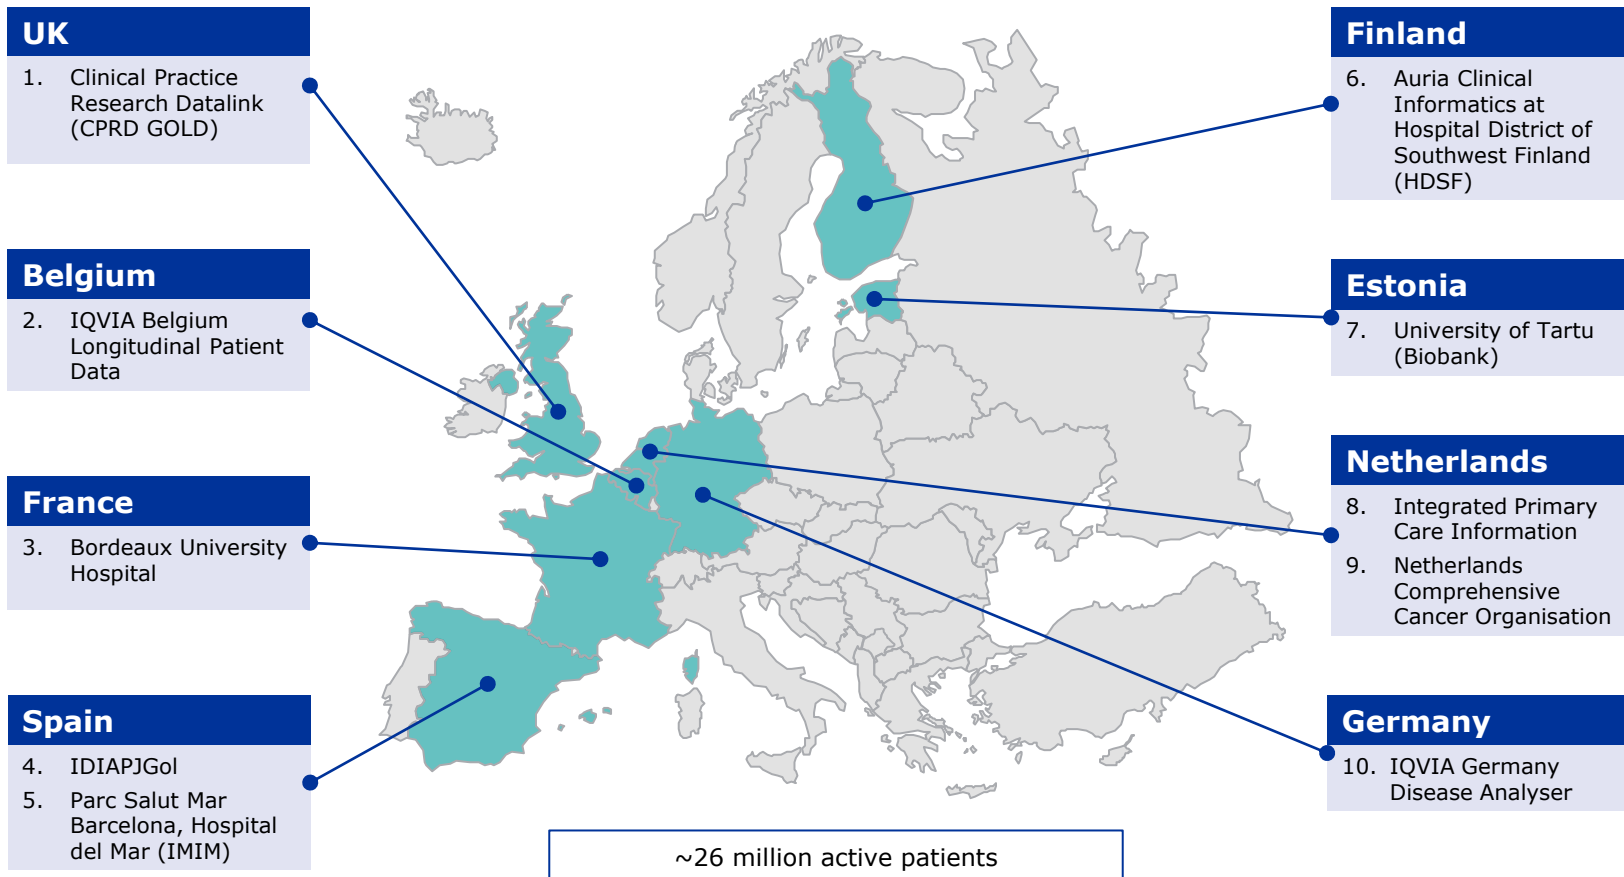 UK
1. Clinical Practice
Research Datalink
(CPRD GOLD)
Belgium
2. IQVIA Belgium
Longitudinal Patient
Data
France
3. Bordeaux University
Hospital
Spain
4. IDIAPJGol
5. Parc Salut Mar
Barcelona, Hospital
del Mar (IMIM)
Finland
6. Auria Clinical
Informatics at
Hospital District of
Southwest Finland
(HDSF)
Estonia
7. University of Tartu
(Biobank)
Netherlands
8. Integrated Primary
Care Information
9. Netherlands
Comprehensive
Cancer Organisation
Germany
10. IQVIA Germany
Disease Analyser
~26 million active patients